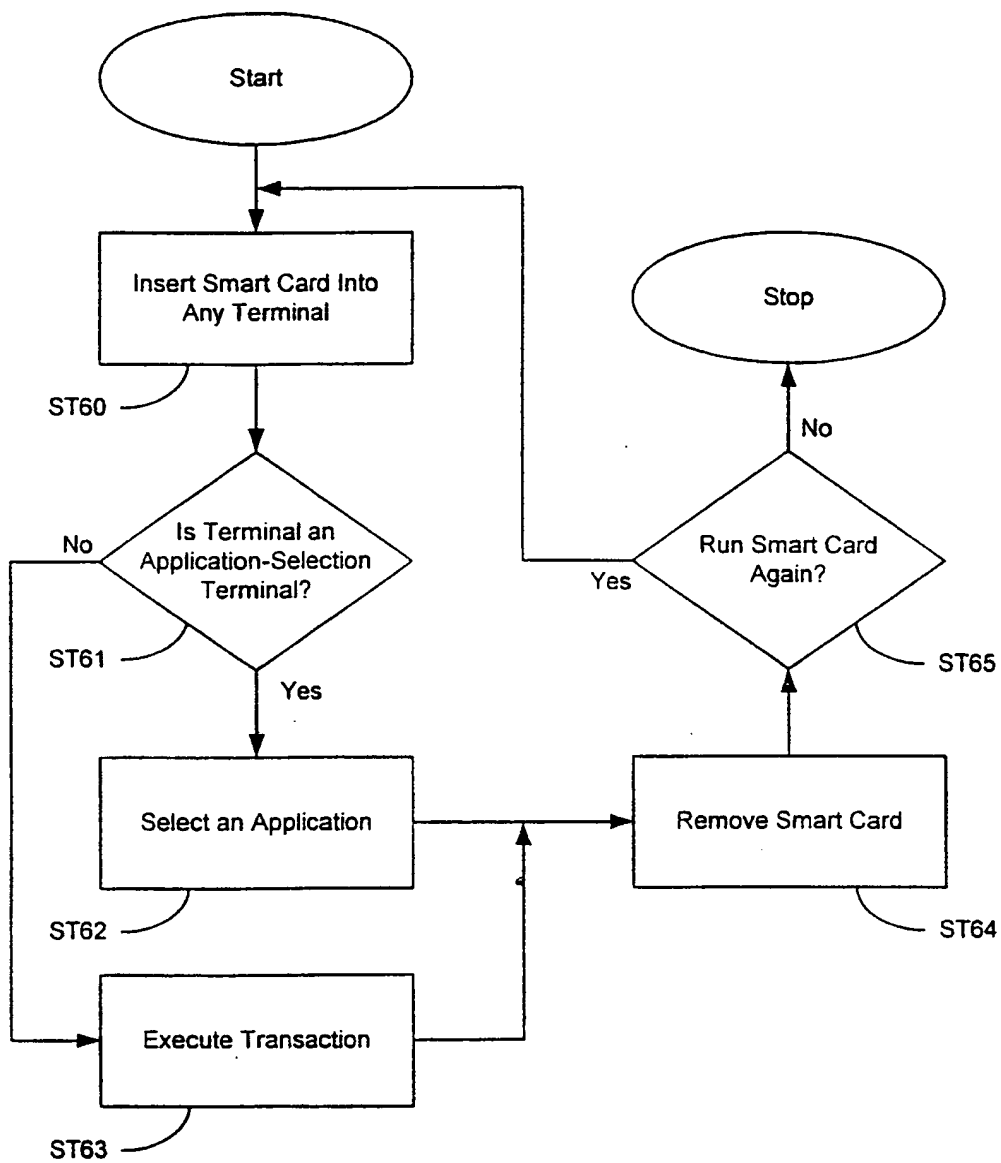 Start
Insert Smart Card Into
Any Terminal
ST60
Is Terminal an
Application-Selection
Terminal?
No
ST61
Yes
Select an Application
ST62
Execute Transaction
ST63
Stop
No
Run Smart Card
Again?
Yes
ST65
Remove Smart Card
ST64